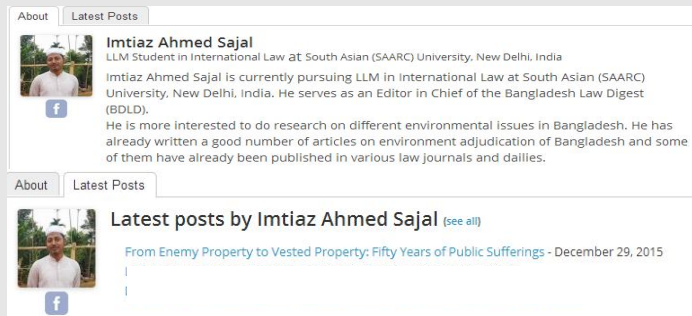 About Latest Posts
Imtiaz Ahmed Sajal
LLM Student in International Law at South Asian (SAARC) University, New Delhi, India
Imtiaz Ahmed Sajal is currently pursuing LLM in International Law at South Asian (SAARC)
University, New Delhi, India. He serves as an Editor in Chief of the Bangladesh Law Digest
(BDLD).
He is more interested to do research on different environmental issues in Bangladesh. He has
already written a good number of articles on environment adjudication of Bangladesh and some
of them have already been published in various law journals and dailies.
f
About Latest Posts
Latest posts by Imtiaz Ahmed Sajal (see all)
From Enemy Property to Vested Property: Fifty Years of Public Sufferings - December 29, 2015
|
|
f